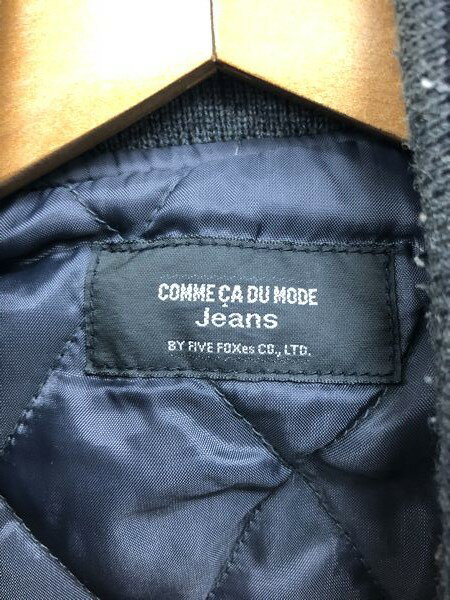 COMME ÇA DU MODE
Jeans
BY FIVE FOXes CO., LTD.